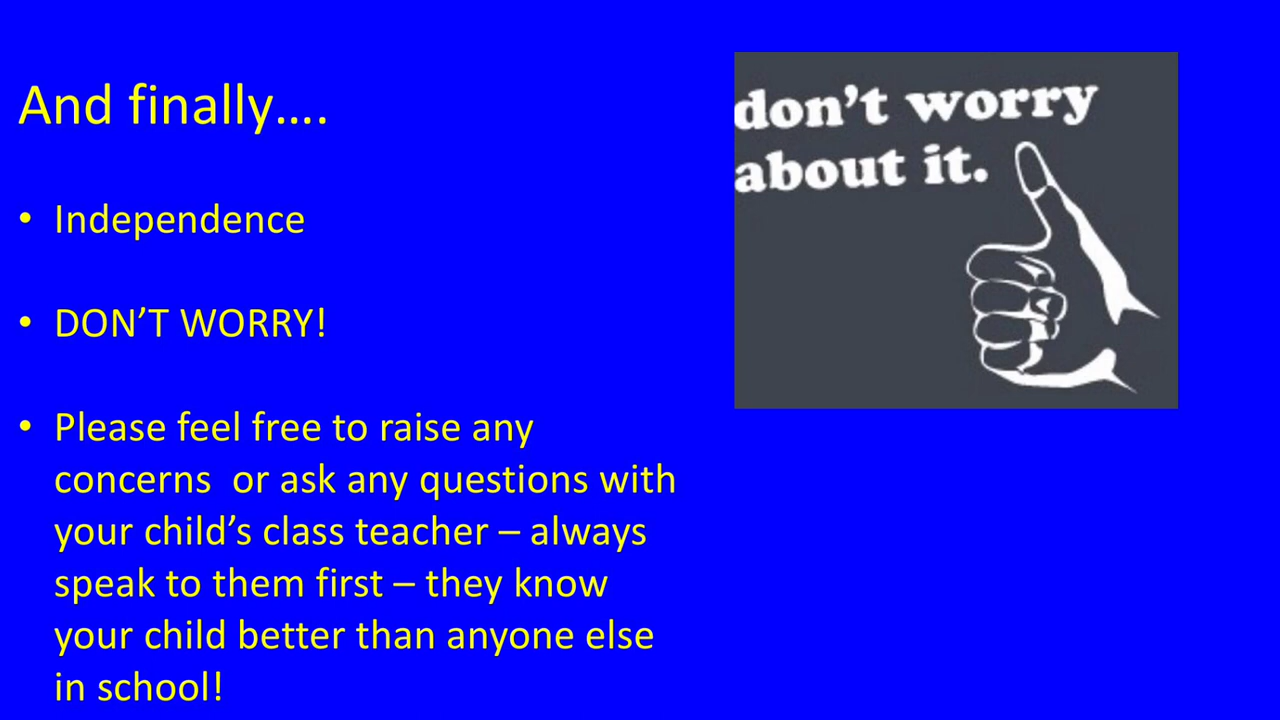 And finally....
• Independence
• DON'T WORRY!
• Please feel free to raise any
concerns  or ask any questions with
your child's class teacher – always
speak to them first – they know
your child better than anyone else
in school!
don't worry
about it.